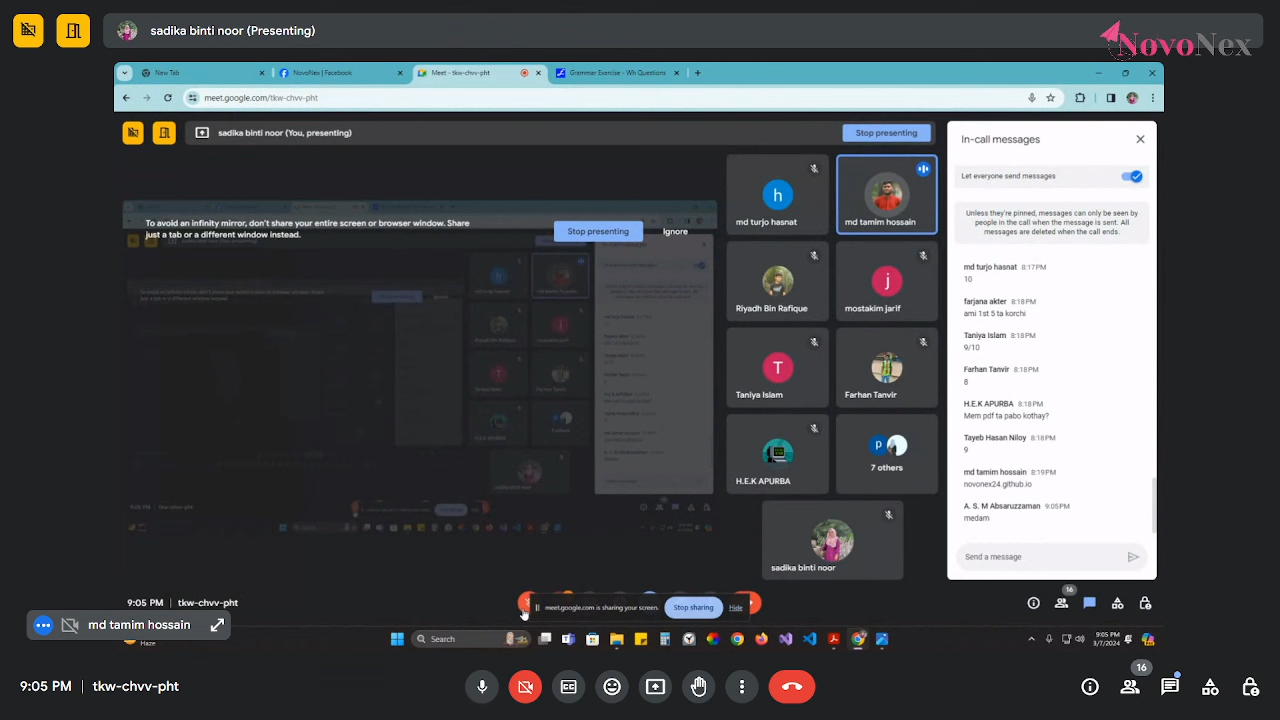 sadika binti noor (Presenting)
NovoNex
New Tab
NovoNex | Facebook
Meet - tkw-chvv-pht
Grammar Exercise - Wh Questions
meet.google.com/tkw-chvv-pht
sadika binti noor (You, presenting)
Stop presenting
To avoid an infinity mirror, don't share your entire screen or browser window. Share
just a tab or a different window instead.
Stop presenting
Ignore
h
md turjo hasnat
md tamim hossain
Riyadh Bin Rafique
j
mostakim jarif
T
Taniya Islam
Farhan Tanvir
H.E.K APURBA
p
7 others
sadika binti noor
In-call messages
Let everyone send messages
Unless they're pinned, messages can only be seen by
people in the call when the message is sent. All
messages are deleted when the call ends.
md turjo hasnat 8:17PM
10
farjana akter 8:18PM
ami 1st 5 ta korchi
Taniya Islam 8:18PM
9/10
Farhan Tanvir 8:18PM
8
H.E.K APURBA 8:18PM
Mem pdf ta pabo kothay?
Tayeb Hasan Niloy 8:18PM
9
md tamim hossain 8:19PM
novonex24.github.io
A. S. M Absaruzzaman 9:05PM
medam
Send a message
9:05 PM | tkw-chvv-pht
meet.google.com is sharing your screen.
Stop sharing
Hide
16
md tamim hossain
Haze
Search
9:05 PM
3/7/2024
9:05 PM | tkw-chvv-pht
16